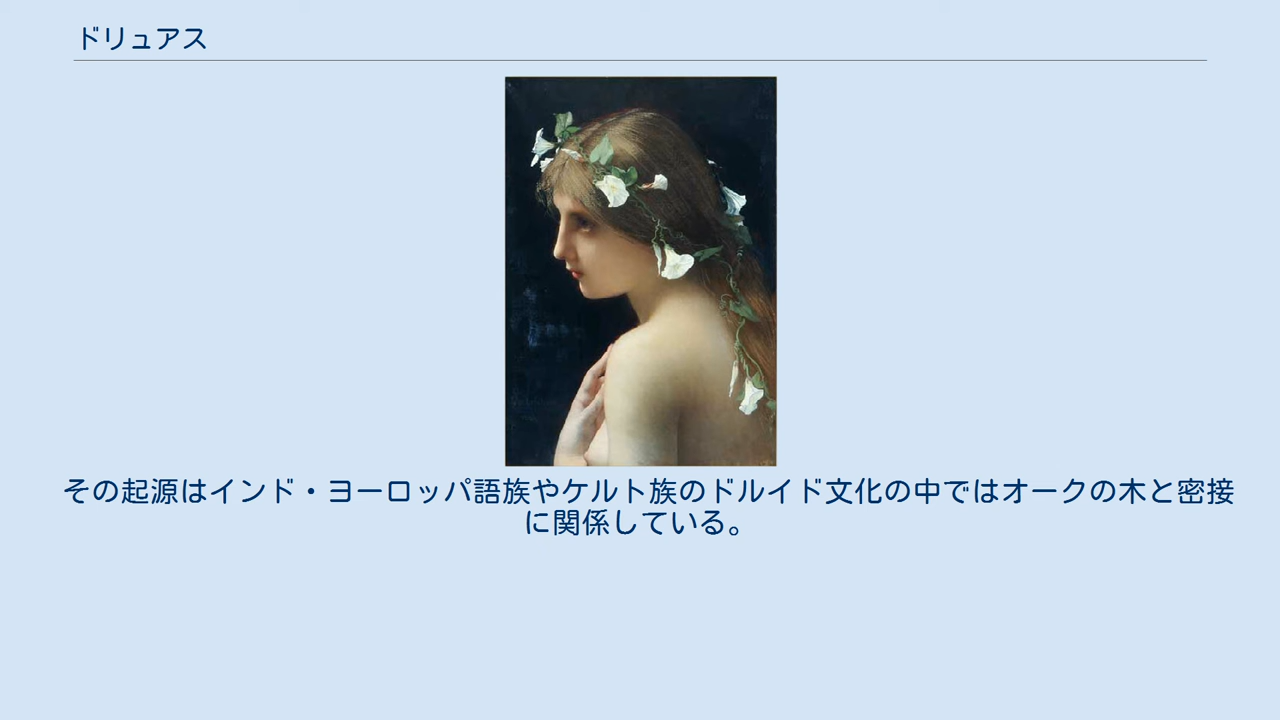 ドリュアス
その起源はインド・ヨーロッパ語族やケルト族のドルイド文化の中ではオークの木と密接
に関係している。